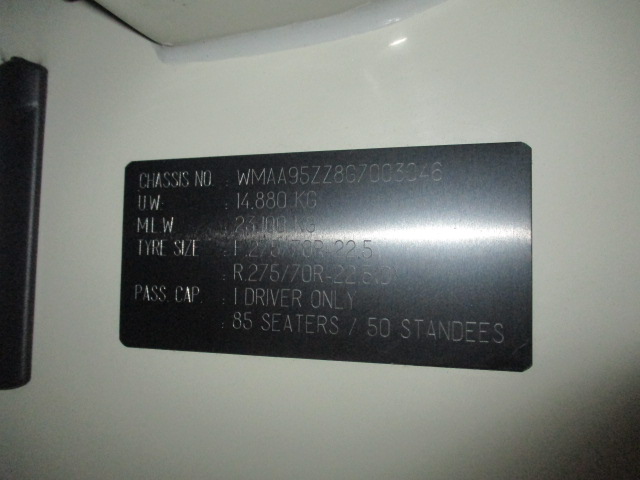 CHASSIS NO. : WMAA95ZZ8G7003046
U.W. : 14,880 KG
M.L.W : 23,100 KG
TYRE SIZE : F.275/70R-22.5
: R.275/70R-22.5
PASS. CAP. : 1 DRIVER ONLY
: 85 SEATERS / 50 STANDEES